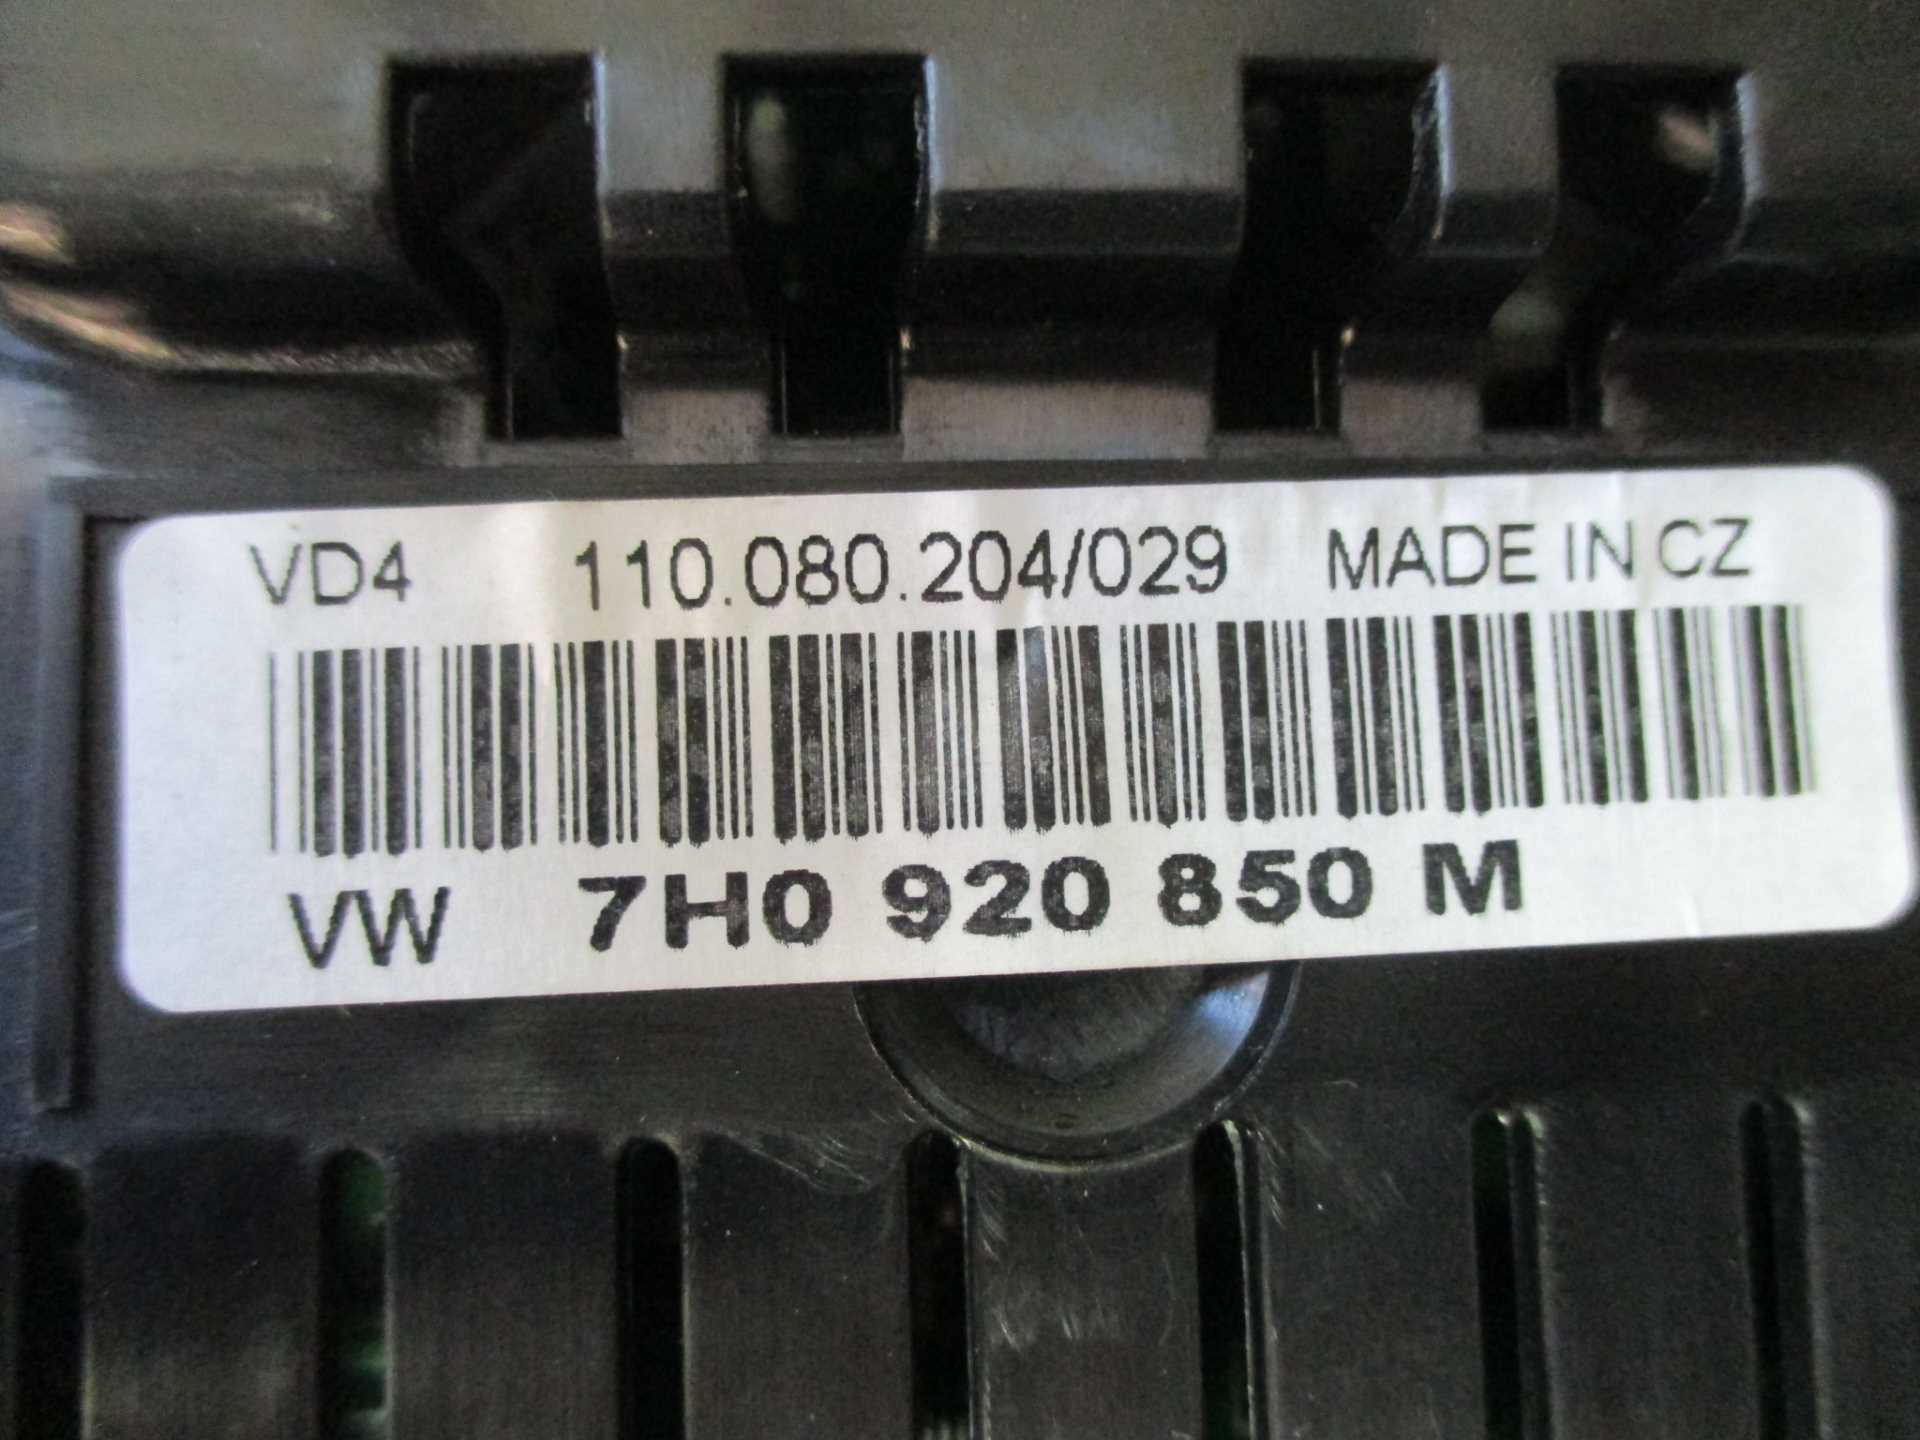 VD4 110.080.204/029 MADE IN CZ
VW 7H0 920 850 M